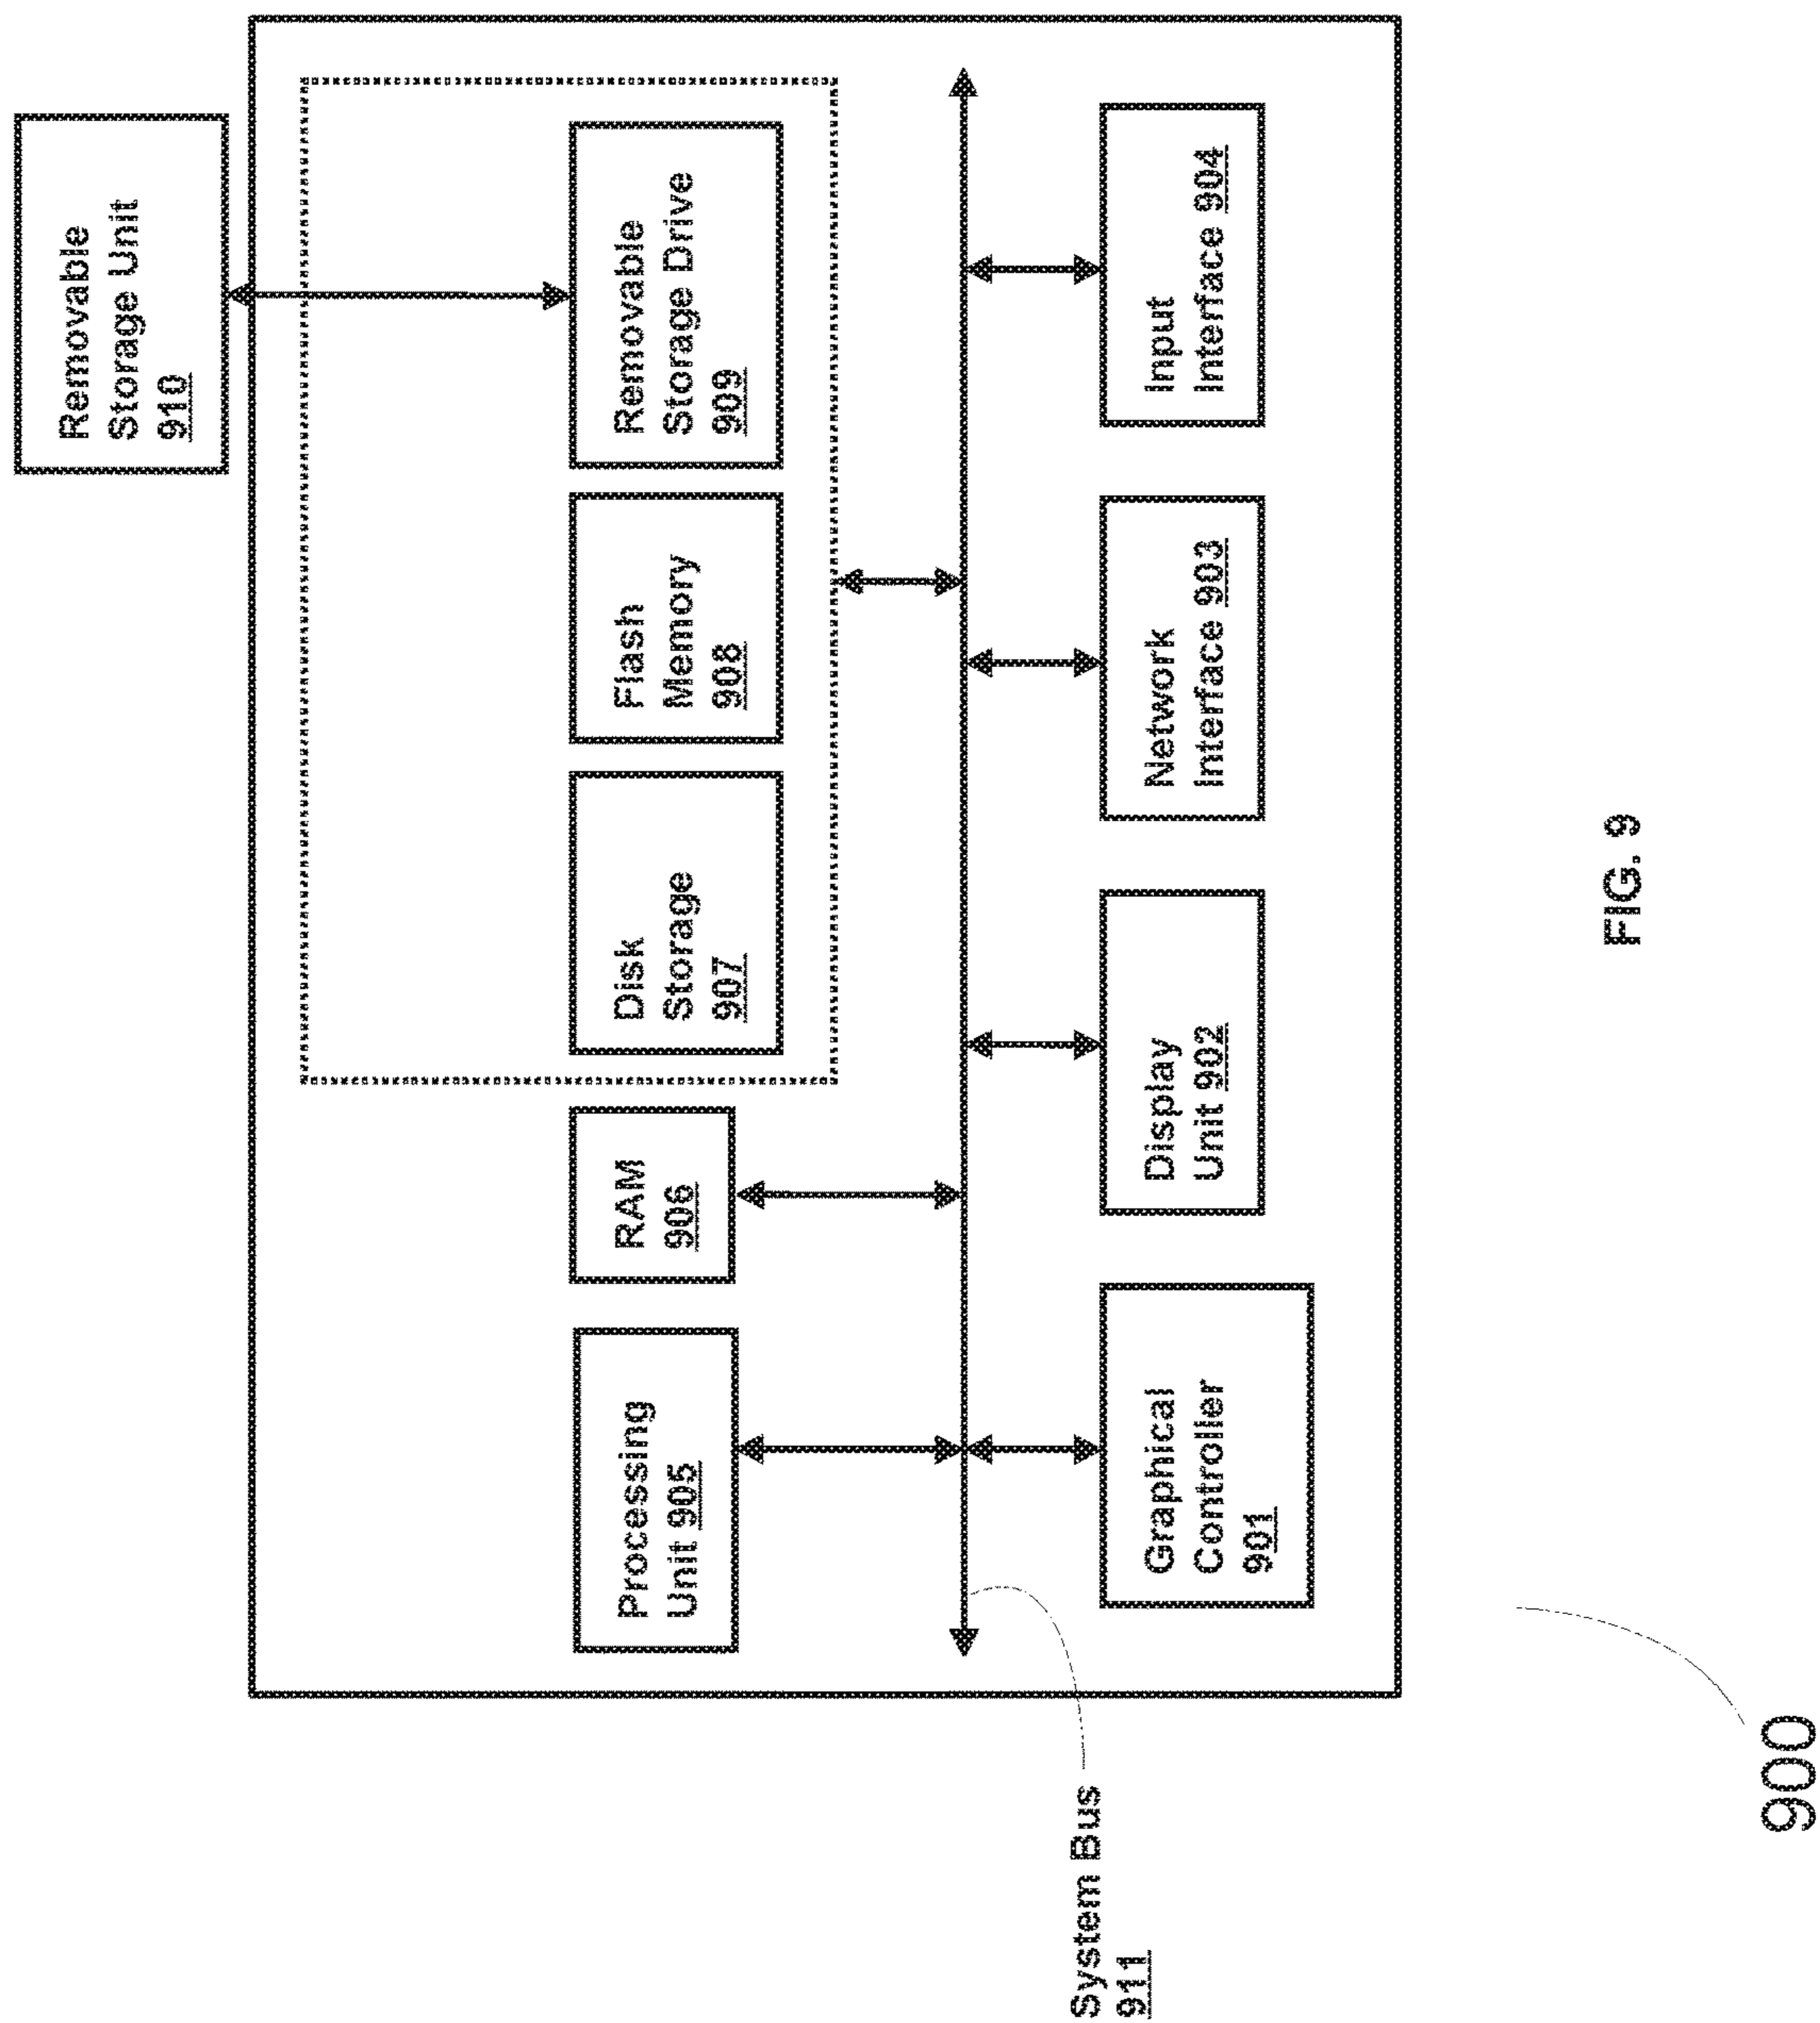 Removable
Storage Unit
910
Processing
Unit 905
RAM
906
Disk
Storage
907
Flash
Memory
908
Removable
Storage Drive
909
System Bus
911
Graphical
Controller
901
Display
Unit 902
Network
Interface 903
Input
Interface 904
900
FIG. 9